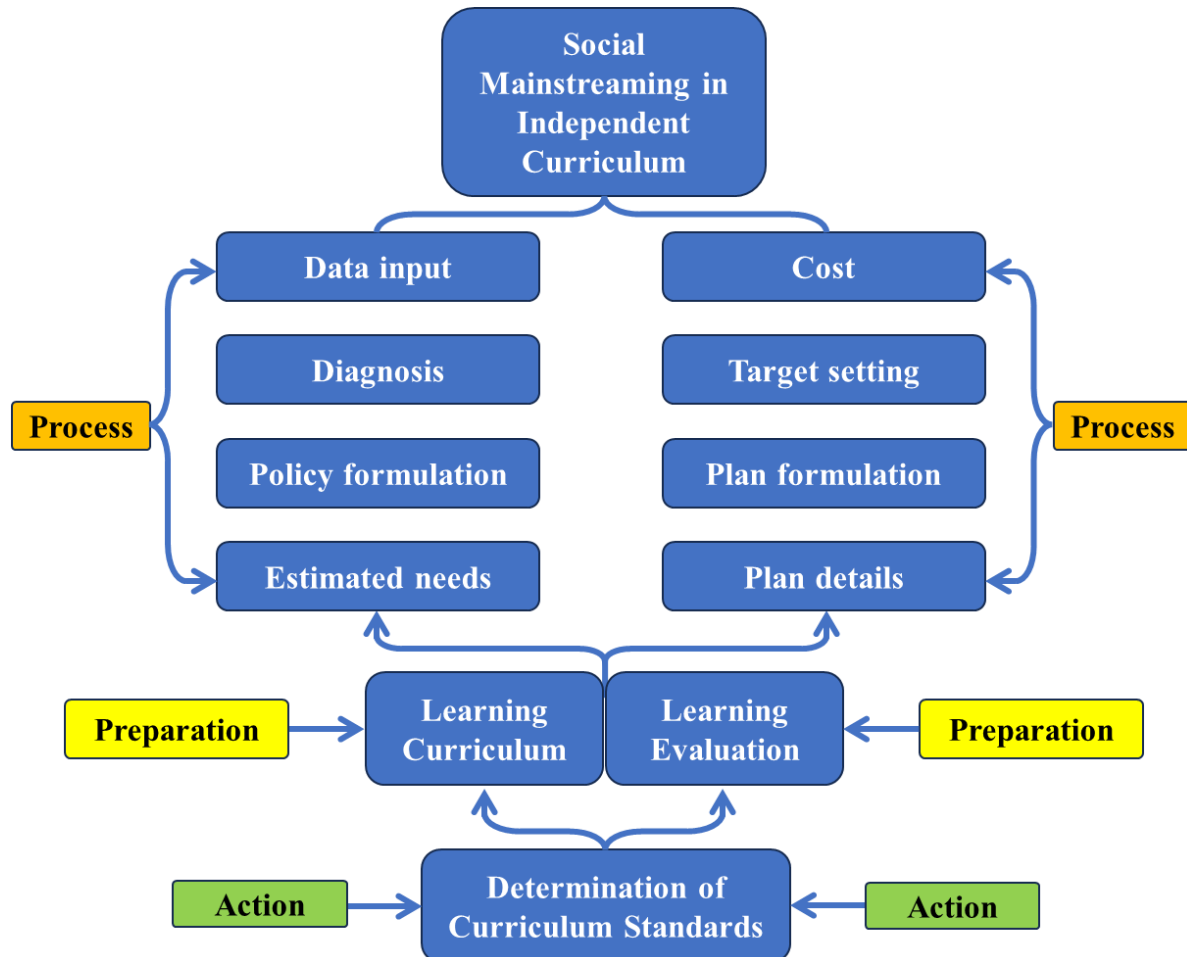 Social
Mainstreaming in
Independent
Curriculum
Data input
Cost
Diagnosis
Target setting
Process
Process
Policy formulation
Plan formulation
Estimated needs
Plan details
Preparation
Learning
Curriculum
Learning
Evaluation
Preparation
Action
Determination of
Curriculum Standards
Action